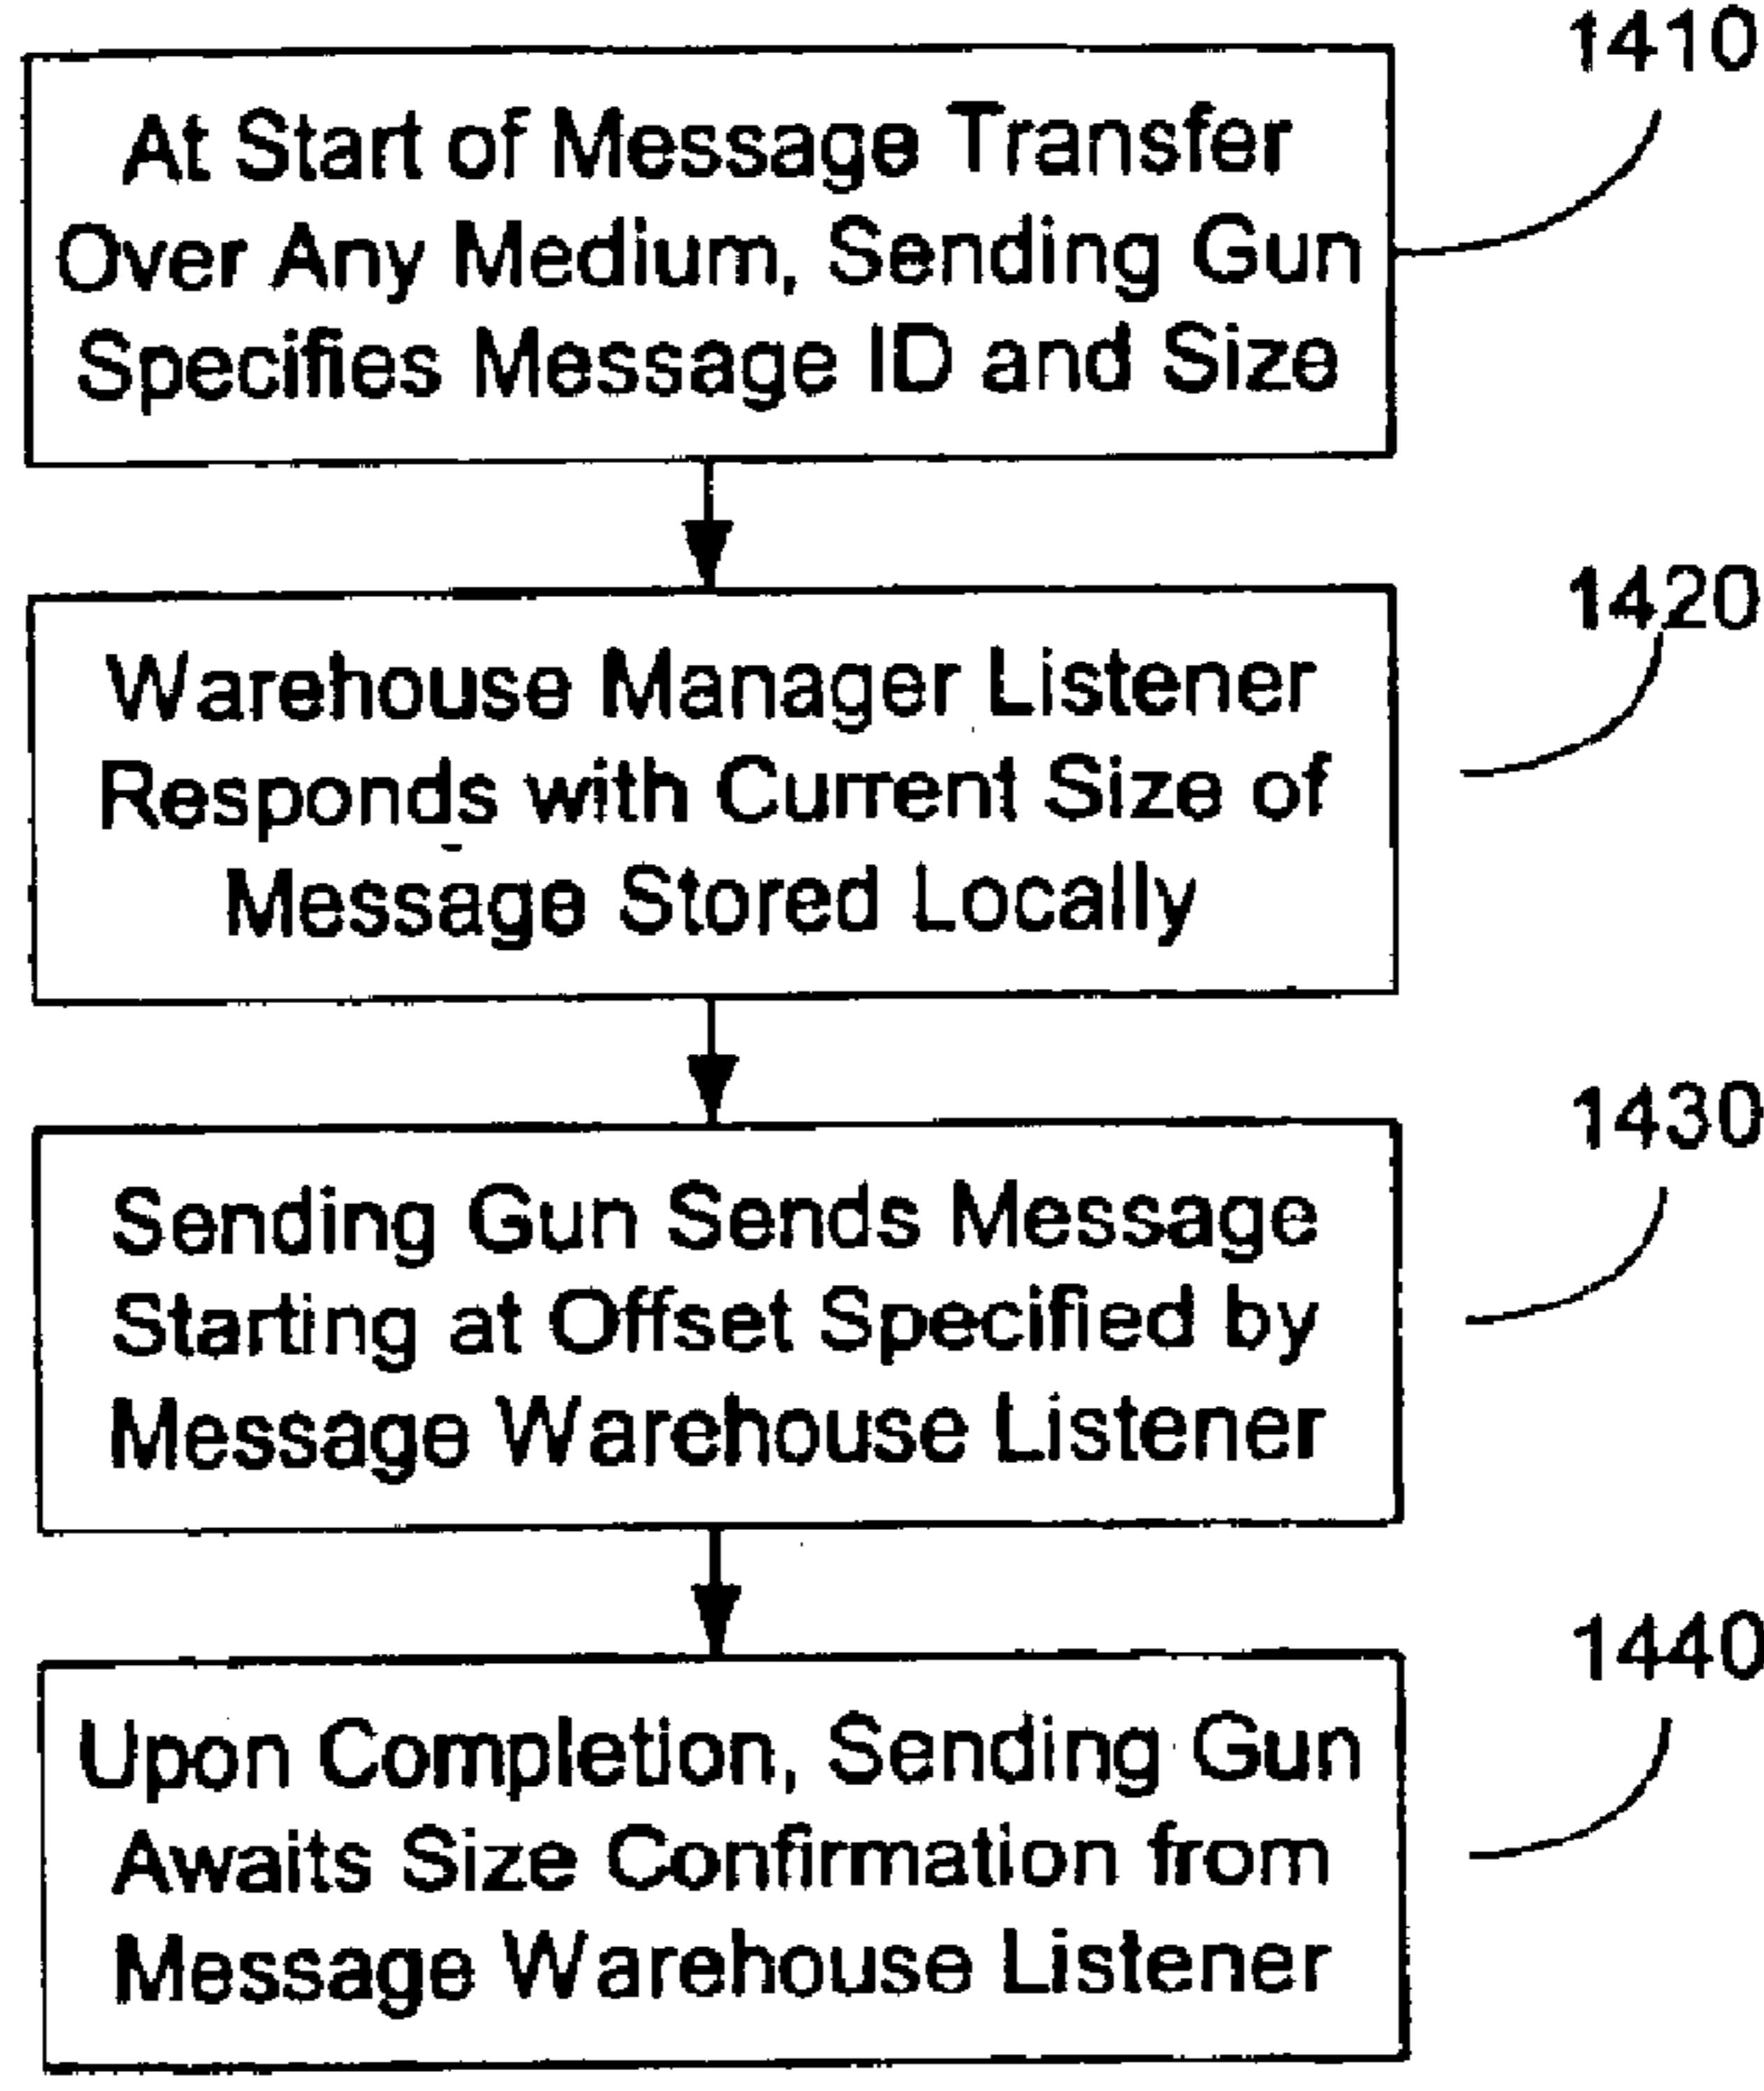 1410
At Start of Message Transfer
Over Any Medium, Sending Gun
Specifies Message ID and Size
1420
Warehouse Manager Listener
Responds with Current Size of
Message Stored Locally
1430
Sending Gun Sends Message
Starting at Offset Specified by
Message Warehouse Listener
1440
Upon Completion, Sending Gun
Awaits Size Confirmation from
Message Warehouse Listener